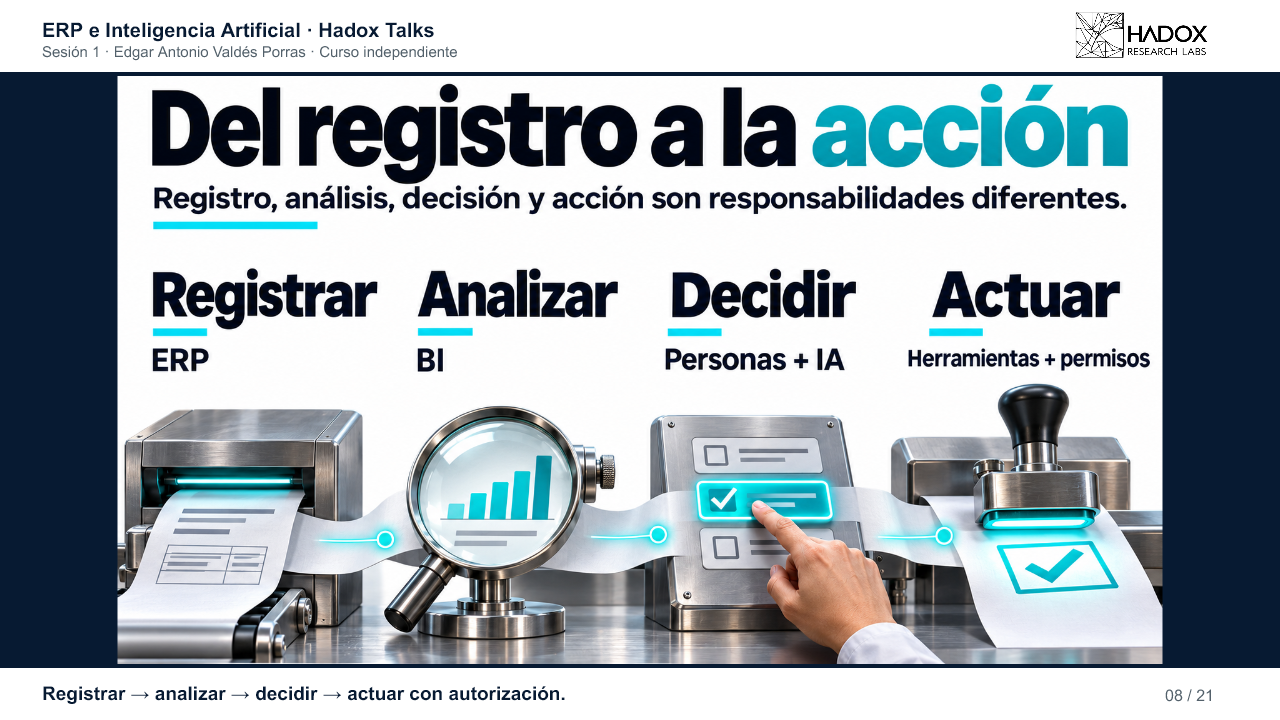 ERP e Inteligencia Artificial · Hadox Talks
Sesión 1 · Edgar Antonio Valdés Porras · Curso independiente
HADOX
RESEARCH LABS
Del registro a la acción
Registro, análisis, decisión y acción son responsabilidades diferentes.
Registrar
ERP
Analizar
BI
Decidir
Personas + IA
Actuar
Herramientas + permisos
Registrar → analizar → decidir → actuar con autorización.
08 / 21